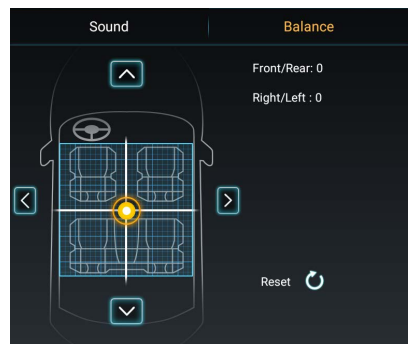 Sound
Balance
Front/Rear: 0
Right/Left : 0
Reset